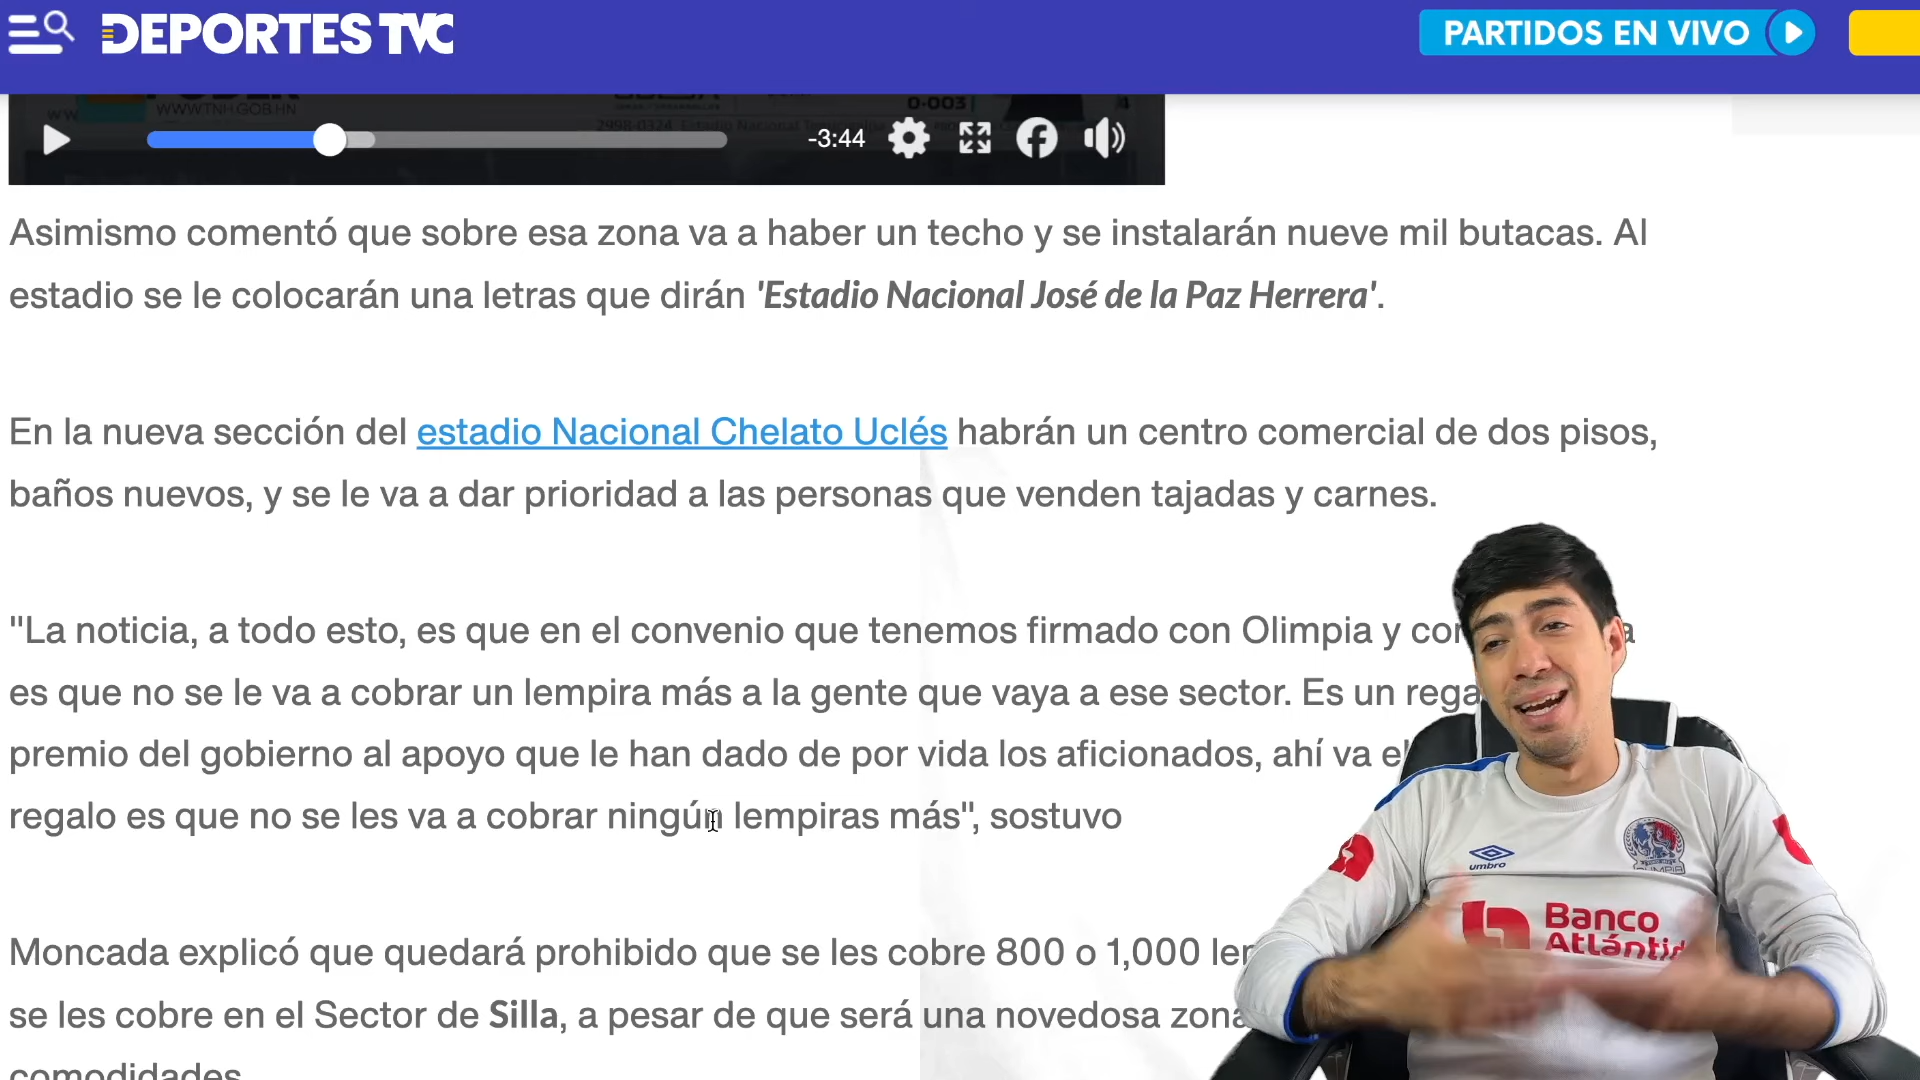 DEPORTES TVC
PARTIDOS EN VIVO
WWW.TNH.GOB.HN
0-003
-3:44
Asimismo comentó que sobre esa zona va a haber un techo y se instalarán nueve mil butacas. Al
estadio se le colocarán una letras que dirán 'Estadio Nacional José de la Paz Herrera'.
En la nueva sección del estadio Nacional Chelato Uclés habrán un centro comercial de dos pisos,
baños nuevos, y se le va a dar prioridad a las personas que venden tajadas y carnes.
"La noticia, a todo esto, es que en el convenio que tenemos firmado con Olimpia y
es que no se le va a cobrar un lempira más a la gente que vaya a ese sector. Es un
premio del gobierno al apoyo que le han dado de por vida los aficionados, ahí va
regalo es que no se les va a cobrar ningún lempiras más", sostuvo
Moncada explicó que quedará prohibido que se les cobre 800 o 1,000
se les cobre en el Sector de Silla, a pesar de que será una novedosa zona
comodidades
umbro
OLIMPIA
Banco